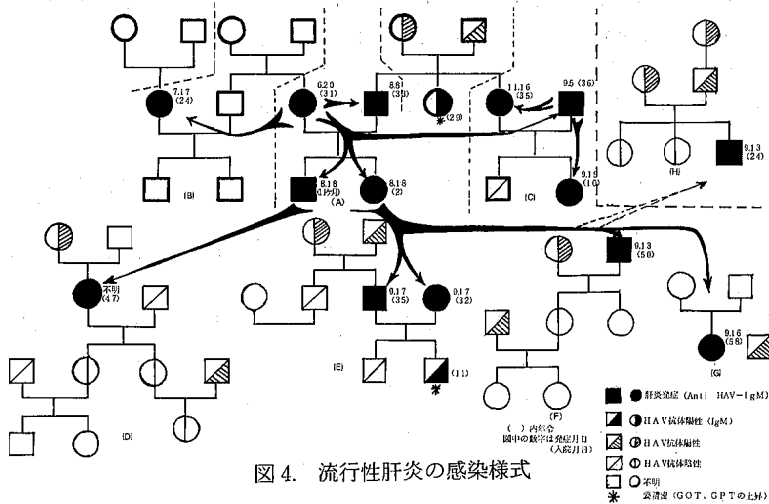 7.17
(24)
6.20
(31)
8.8
(39)
(29)
11.16
(35)
9.5 (36)
(B)
8.18
(A)
8.18
(2)
(C)
9.15
(10)
(H)
9.13
(24)
不明
(47)
9.17
(35)
9.17
(32)
9.13
(50)
9.16
(58)
(G)
(E)
(11)
(D)
(F)
( )内年令
図中の数字は発症月日
(入院月日)
肝炎発症 (Anti HAV-IgM)
HAV抗体陽性 (IgM)
HAV抗体陽性
HAV抗体陰性
不明
(GOT, GPTの上昇)
図4. 流行性肝炎の感染様式